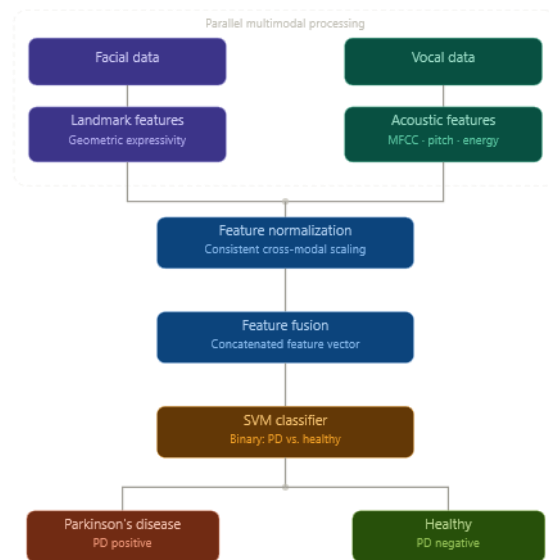 Parallel multimodal processing
Facial data
Vocal data
Landmark features
Geometric expressivity
Acoustic features
MFCC · pitch · energy
Feature normalization
Consistent cross-modal scaling
Feature fusion
Concatenated feature vector
SVM classifier
Binary: PD vs. healthy
Parkinson's disease
PD positive
Healthy
PD negative